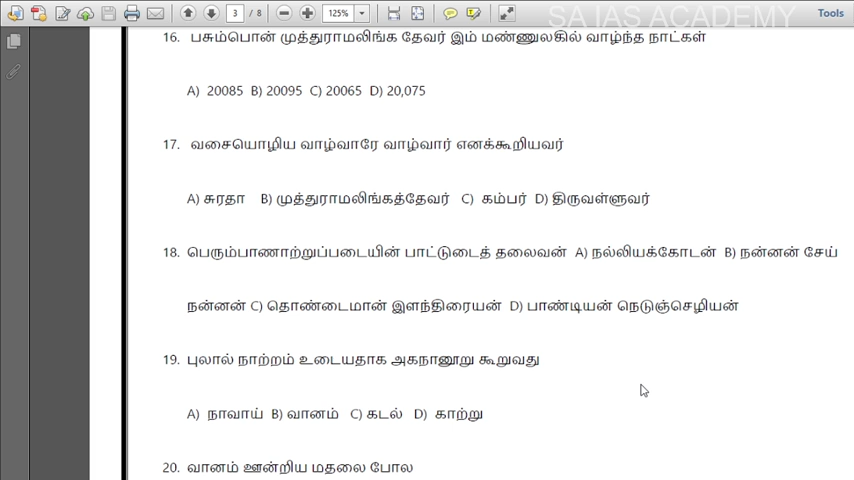 3 / 8
125%
SA IAS ACADEMY
Tools
16. பசும்பொன் முத்துராமலிங்க தேவர் இம் மண்ணுலகில் வாழ்ந்த நாட்கள்
A) 20085 B) 20095 C) 20065 D) 20,075
17. வசையொழிய வாழ்வாரே வாழ்வார் எனக்கூறியவர்
A) சுரதா B) முத்துராமலிங்கத்தேவர் C) கம்பர் D) திருவள்ளுவர்
18. பெரும்பாணாற்றுப்படையின் பாட்டுடைத் தலைவன் A) நல்லியக்கோடன் B) நன்னன் சேய்
நன்னன் C) தொண்டைமான் இளந்திரையன் D) பாண்டியன் நெடுஞ்செழியன்
19. புலால் நாற்றம் உடையதாக அகநானூறு கூறுவது
A) நாவாய் B) வானம் C) கடல் D) காற்று
20. வானம் ஊன்றிய மதலை போல